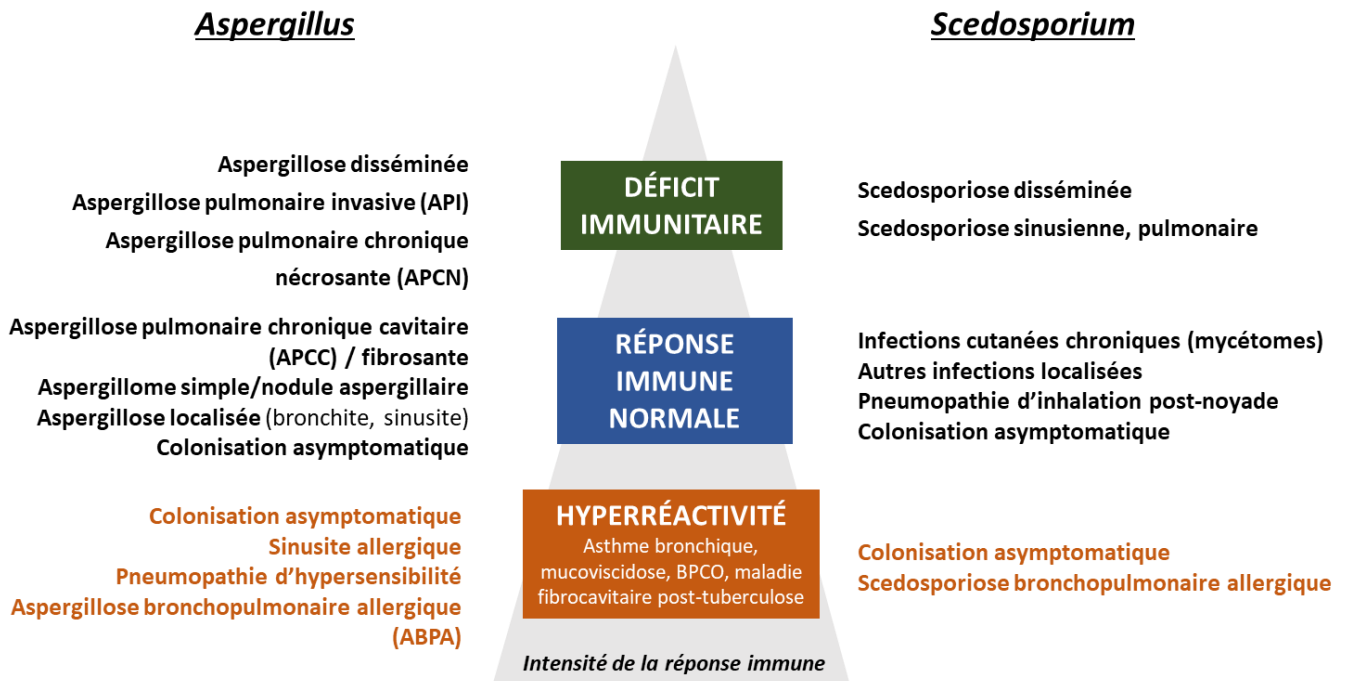 Aspergillus
Scedosporium
Aspergillose disséminée
Aspergillose pulmonaire invasive (API)
Aspergillose pulmonaire chronique
nécrosante (APCN)
DÉFICIT
IMMUNITAIRE
Scedosporiose disséminée
Scedosporiose sinusienne, pulmonaire
Aspergillose pulmonaire chronique cavitaire
(APCC) / fibrosante
Aspergillome simple/nodule aspergillaire
Aspergillose localisée (bronchite, sinusite)
Colonisation asymptomatique
RÉPONSE
IMMUNE
NORMALE
Infections cutanées chroniques (mycétomes)
Autres infections localisées
Pneumopathie d’inhalation post-noyade
Colonisation asymptomatique
Colonisation asymptomatique
Sinusite allergique
Pneumopathie d’hypersensibilité
Aspergillose bronchopulmonaire allergique
(ABPA)
HYPERRÉACTIVITÉ
Asthme bronchique,
mucoviscidose, BPCO, maladie
fibrocavitaire post-tuberculose
Colonisation asymptomatique
Scedosporiose bronchopulmonaire allergique
Intensité de la réponse immune